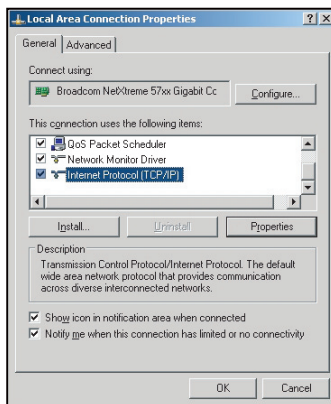 Local Area Connection Properties
General
Advanced
Connect using:
Broadcom NetXtreme 57xx Gigabit Cc
Configure...
This connection uses the following items:
QoS Packet Scheduler
Network Monitor Driver
Internet Protocol (TCP/IP)
Install...
Uninstall
Properties
Description
Transmission Control Protocol/Internet Protocol. The default
wide area network protocol that provides communication
across diverse interconnected networks.
Show icon in notification area when connected
Notify me when this connection has limited or no connectivity
OK
Cancel